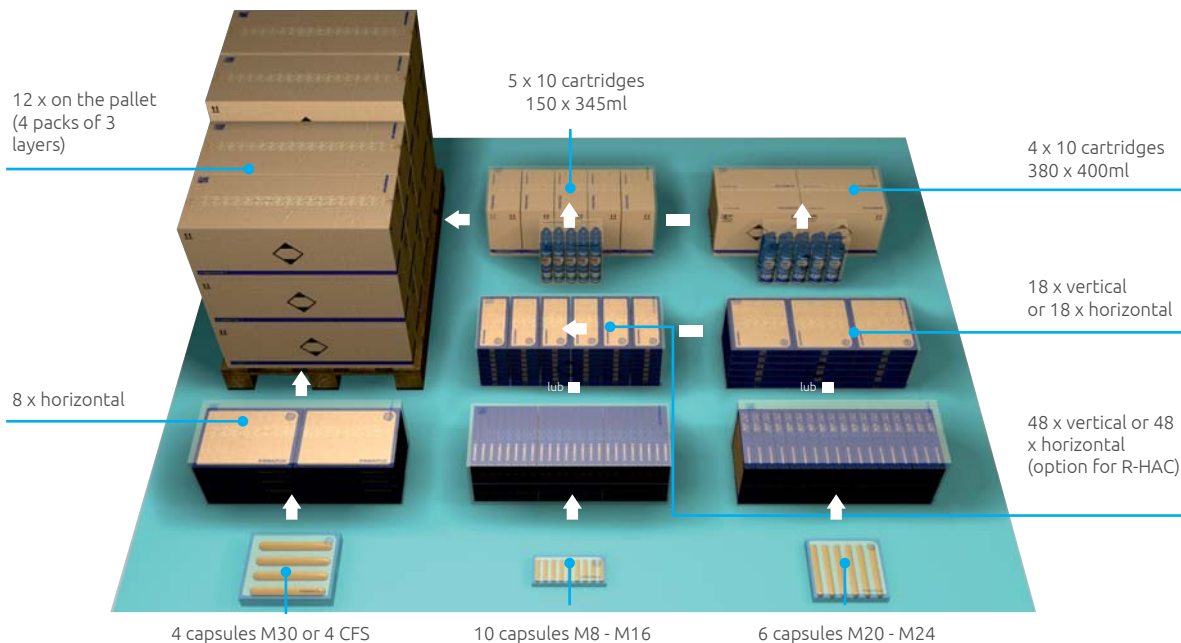 12 x on the pallet
(4 packs of 3
layers)
5 x 10 cartridges
150 x 345ml
4 x 10 cartridges
380 x 400ml
18 x vertical
or 18 x horizontal
8 x horizontal
lub
lub
48 x vertical or 48
x horizontal
(option for R-HAC)
4 capsules M30 or 4 CFS
10 capsules M8 - M16
6 capsules M20 - M24